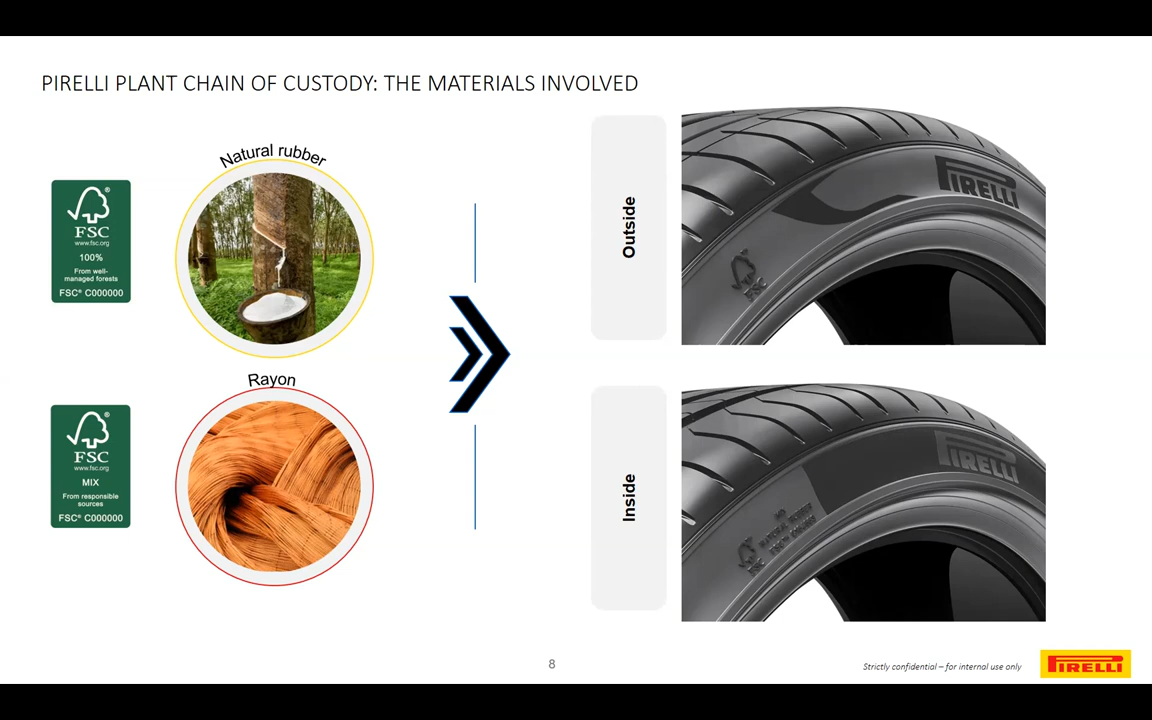 PIRELLI PLANT CHAIN OF CUSTODY: THE MATERIALS INVOLVED
Natural rubber
FSC®
www.fsc.org
100%
From well-
managed forests
FSC® C000000
Rayon
FSC®
www.fsc.org
MIX
From responsible
sources
FSC® C000000
Outside
PIRELLI
FSC
Inside
PIRELLI
FSC
8
Strictly confidential – for internal use only
PIRELLI